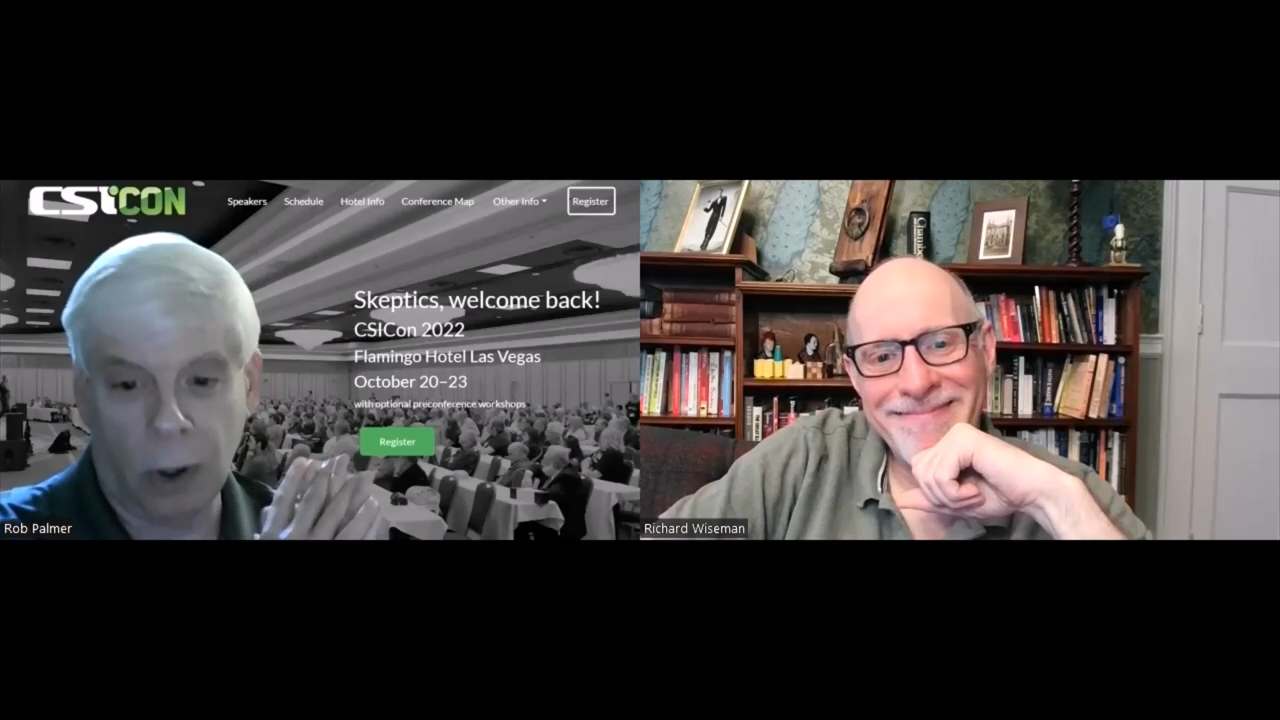 CSICON
Speakers Schedule Hotel Info Conference Map Other Info Register
Skeptics, welcome back!
CSICon 2022
Flamingo Hotel Las Vegas
October 20–23
with optional preconference workshops
Register
Rob Palmer
Richard Wiseman